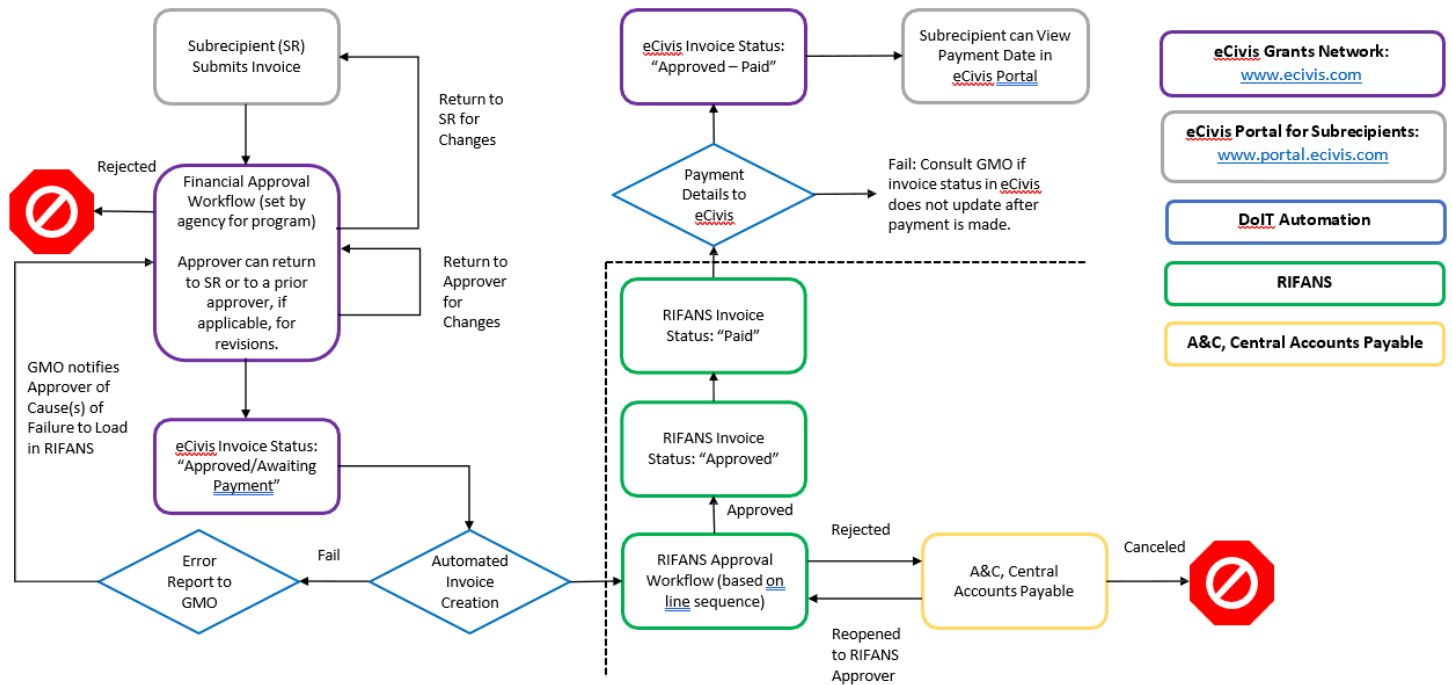 Subrecipient (SR)
Submits Invoice
Return to
SR for
Changes
Rejected
Financial Approval
Workflow (set by
agency for program)
Approver can return
to SR or to a prior
approver, if
applicable, for
revisions.
Return to
Approver
for
Changes
GMO notifies
Approver of
Cause(s) of
Failure to Load
in RIFANS
eCivis Invoice Status:
“Approved/Awaiting
Payment”
Error
Report to
GMO
Fail
Automated
Invoice
Creation
eCivis Invoice Status:
“Approved – Paid”
Subrecipient can View
Payment Date in
eCivis Portal
Payment
Details to
eCivis
Fail: Consult GMO if
invoice status in eCivis
does not update after
payment is made.
RIFANS Invoice
Status: “Paid”
RIFANS Invoice
Status: “Approved”
Approved
RIFANS Approval
Workflow (based on
line sequence)
Rejected
Reopened
to RIFANS
Approver
A&C, Central
Accounts Payable
Canceled
eCivis Grants Network:
www.ecivis.com
eCivis Portal for Subrecipients:
www.portal.ecivis.com
DoIT Automation
RIFANS
A&C, Central Accounts Payable